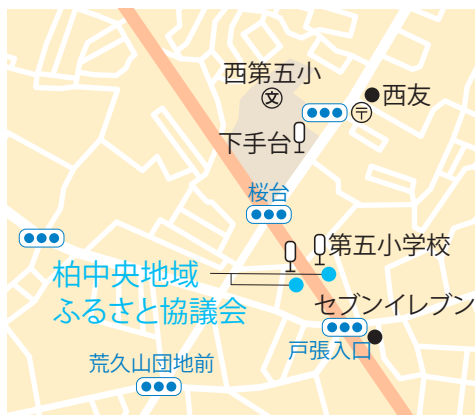 西第五小
文
西友
〒
下手台
桜台
第五小学校
柏中央地域
ふるさと協議会
セブンイレブン
戸張入口
荒久山団地前